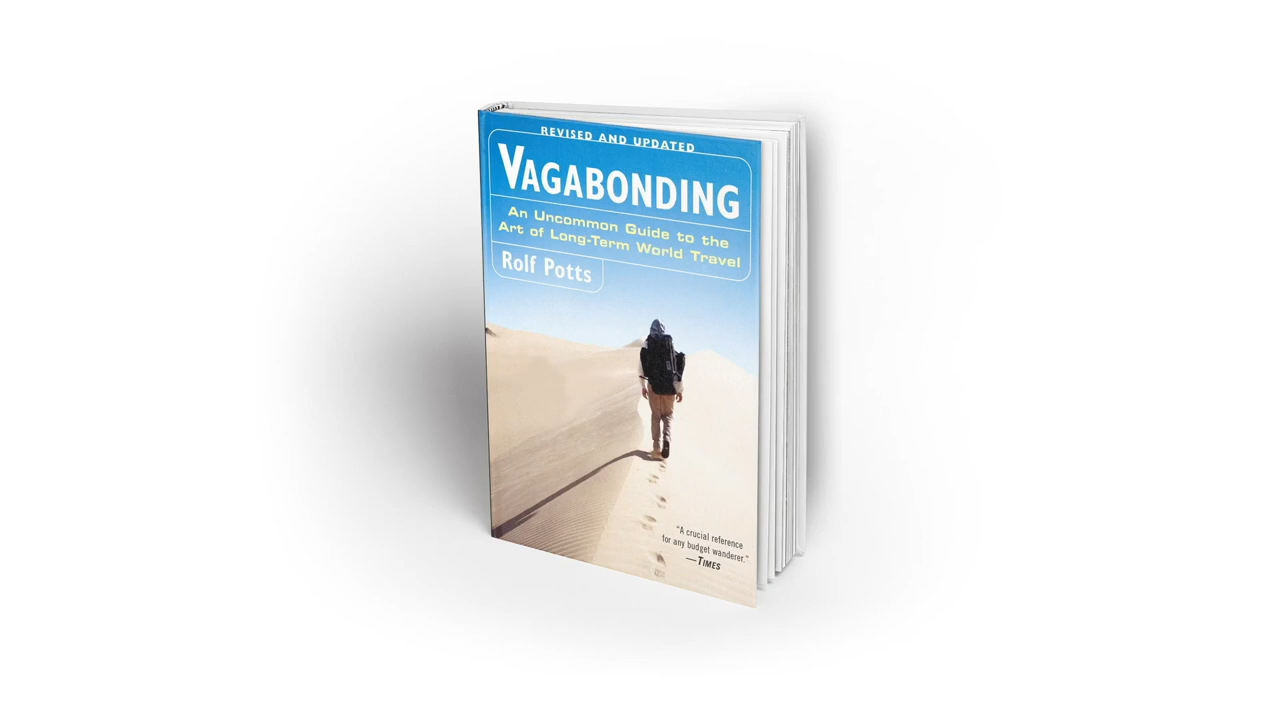 REVISED AND UPDATED
VAGABONDING
An Uncommon Guide to the
Art of Long-Term World Travel
Rolf Potts
“A crucial reference
for any budget wanderer.”
—TIMES